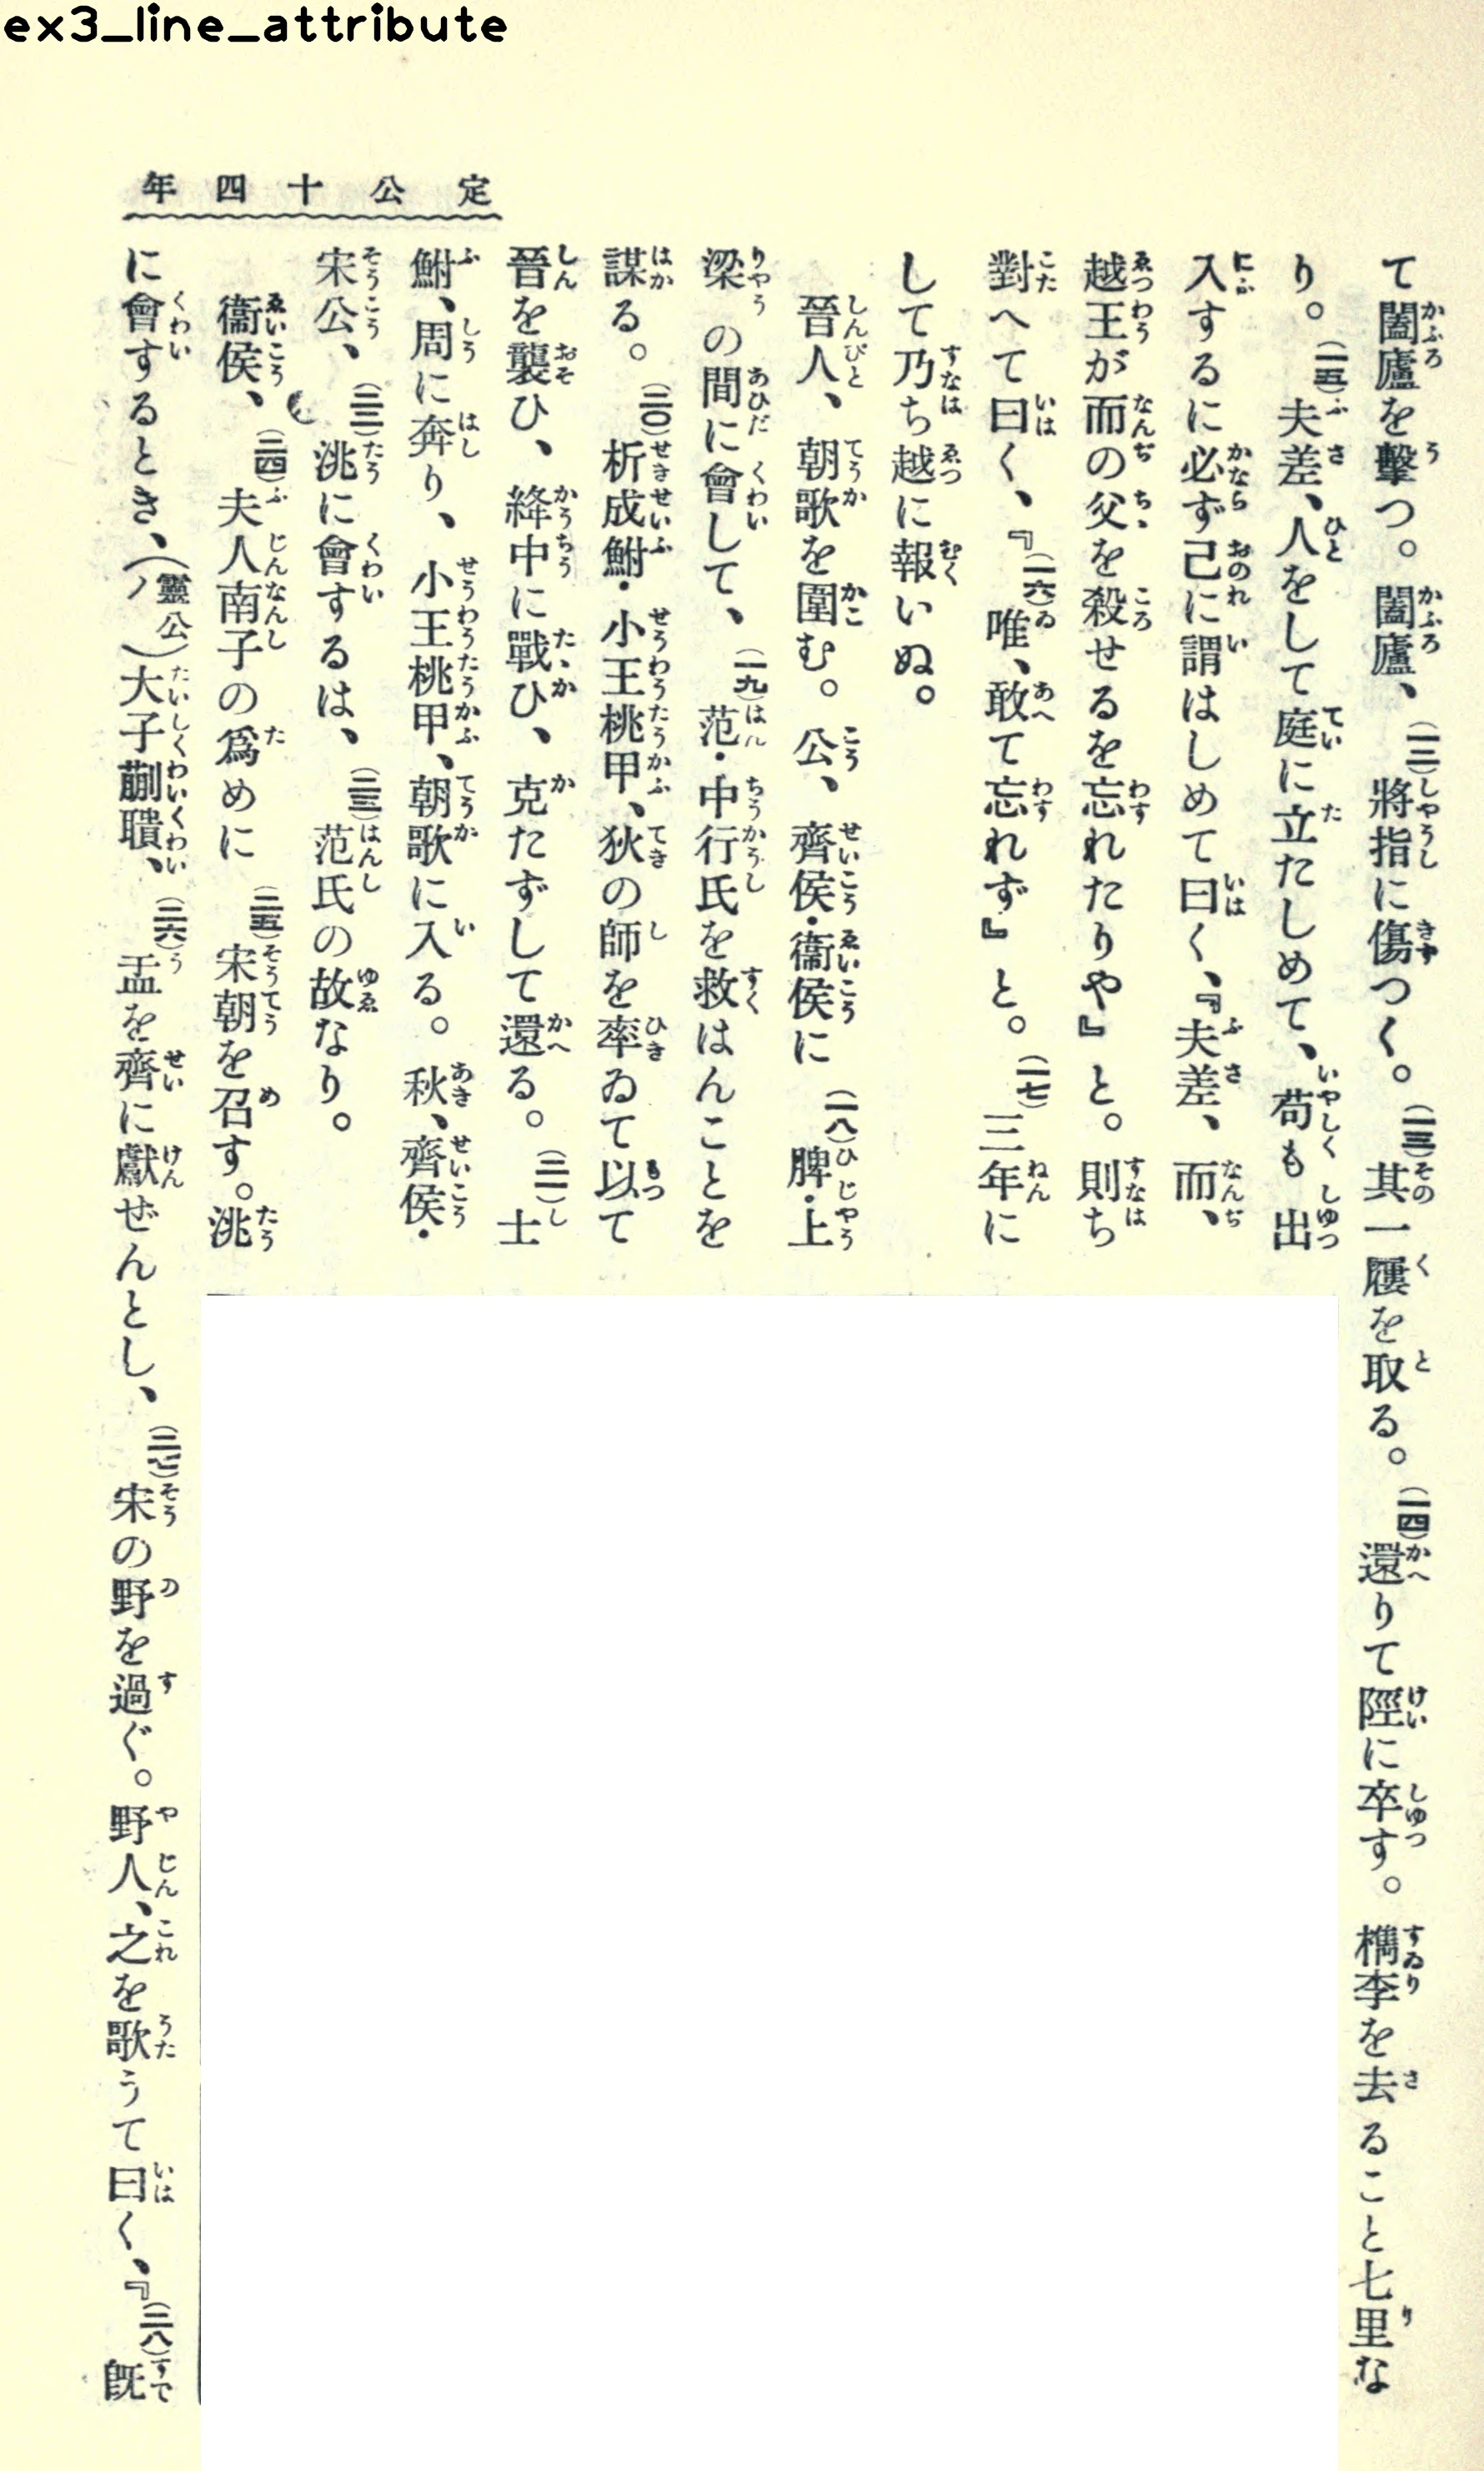 ex3_line_attribute
定公十四年
て闔廬を擊つ。闔廬、(一二)將指に傷つく。(一三)其一屨を取る。(一四)還りて陘に卒す。檇李を去ること七里な
り。(一五)夫差、人をして庭に立たしめて、苟も出
入するに必ず己に謂はしめて曰く、『夫差、而、
越王が而の父を殺せるを忘れたりや』と。則ち
對へて曰く、『(一六)唯、敢て忘れず』と。(一七)三年に
して乃ち越に報いぬ。
晉人、朝歌を圍む。公、齊侯・衞侯に(一八)脾・上
梁の間に會して、(一九)范・中行氏を救はんことを
謀る。(二〇)析成鮒・小王桃甲、狄の師を率ゐて以て
晉を襲ひ、絳中に戰ひ、克たずして還る。(二一)士
鮒、周に奔り、小王桃甲、朝歌に入る。秋、齊侯・
宋公、(二二)洮に會するは、(二三)范氏の故なり。
衞侯、(二四)夫人南子の爲めに(二五)宋朝を召す。洮
に會するとき、(靈公ノ)大子蒯聵、(二六)盂を齊に獻ぜんとし、(二七)宋の野を過ぐ。野人、之を歌うて曰く、『(二八)既